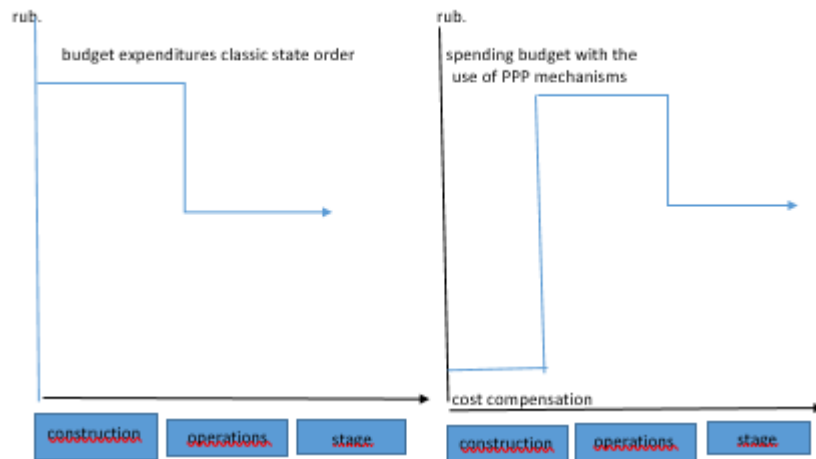 rub.
budget expenditures classic state order
construction
operations
stage
rub.
spending budget with the
use of PPP mechanisms
cost compensation
construction
operations
stage